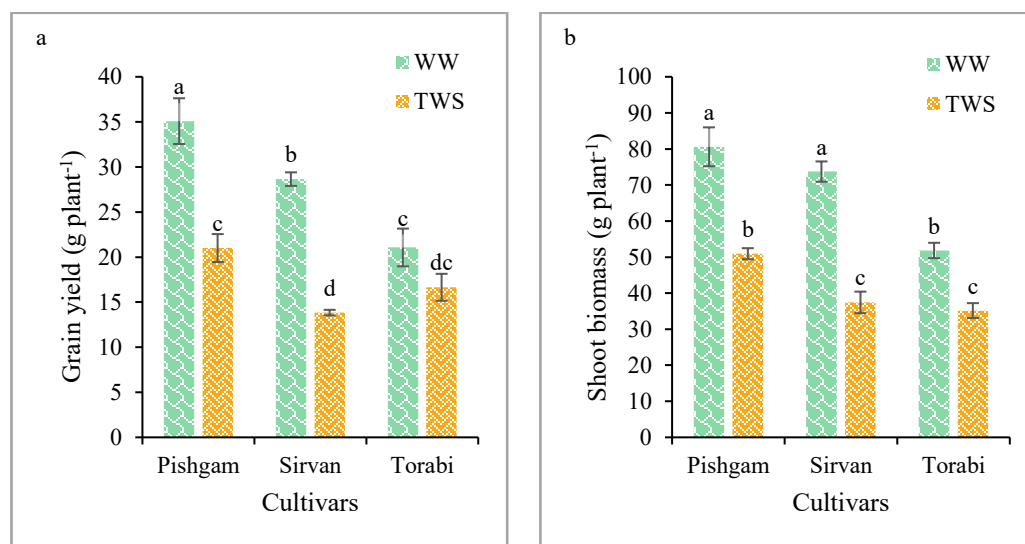 a
WW
TWS
Grain yield (g plant⁻¹)
40
35
30
25
20
15
10
5
0
a
c
b
d
c
dc
Pishgam Sirvan Torabi
Cultivars
b
WW
TWS
Shoot biomass (g plant⁻¹)
100
90
80
70
60
50
40
30
20
10
0
a
b
a
c
b
c
Pishgam Sirvan Torabi
Cultivars